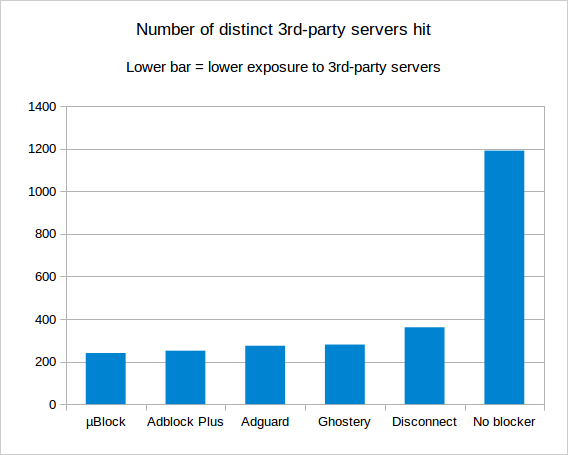 Number of distinct 3rd-party servers hit
Lower bar = lower exposure to 3rd-party servers
1400
1200
1000
800
600
400
200
0
µBlock Adblock Plus Adguard Ghostery Disconnect No blocker